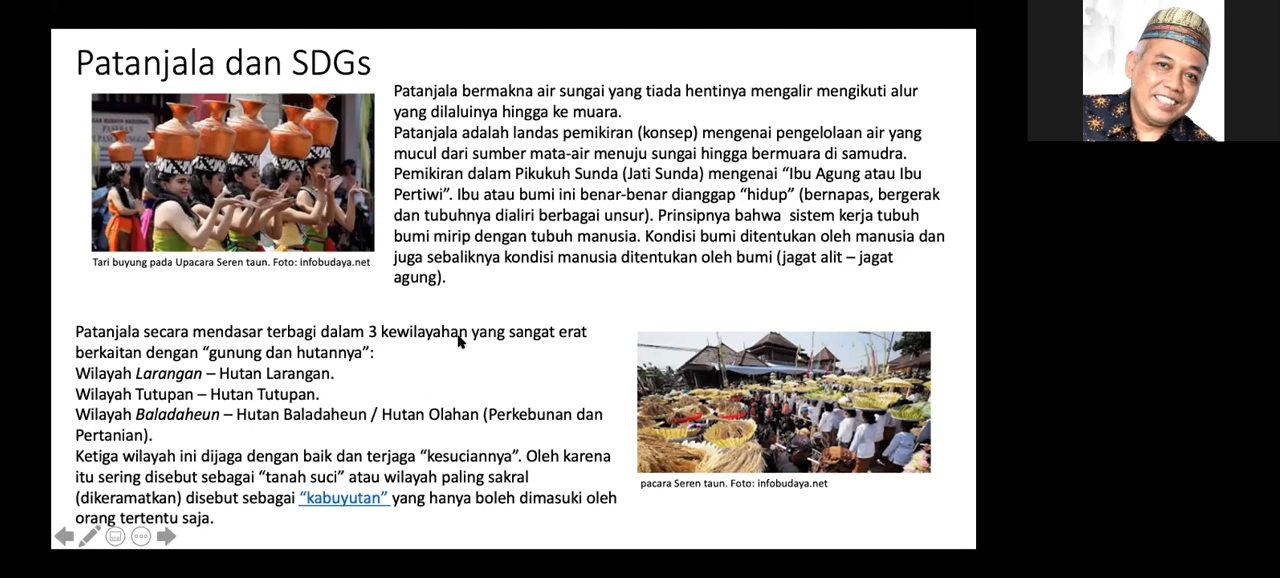 Patanjala dan SDGs
Patanjala bermakna air sungai yang tiada hentinya mengalir mengikuti alur
yang dilaluinya hingga ke muara.
Patanjala adalah landas pemikiran (konsep) mengenai pengelolaan air yang
mucul dari sumber mata-air menuju sungai hingga bermuara di samudra.
Pemikiran dalam Pikukuh Sunda (Jati Sunda) mengenai “Ibu Agung atau Ibu
Pertiwi”. Ibu atau bumi ini benar-benar dianggap “hidup” (bernapas, bergerak
dan tubuhnya dialiri berbagai unsur). Prinsipnya bahwa sistem kerja tubuh
bumi mirip dengan tubuh manusia. Kondisi bumi ditentukan oleh manusia dan
juga sebaliknya kondisi manusia ditentukan oleh bumi (jagat alit – jagat
agung).
Tari buyung pada Upacara Seren taun. Foto: infobudaya.net
Patanjala secara mendasar terbagi dalam 3 kewilayahan yang sangat erat
berkaitan dengan “gunung dan hutannya”:
Wilayah Larangan – Hutan Larangan.
Wilayah Tutupan – Hutan Tutupan.
Wilayah Baladaheun – Hutan Baladaheun / Hutan Olahan (Perkebunan dan
Pertanian).
Ketiga wilayah ini dijaga dengan baik dan terjaga “kesuciannya”. Oleh karena
itu sering disebut sebagai “tanah suci” atau wilayah paling sakral
(dikeramatkan) disebut sebagai “kabuyutan” yang hanya boleh dimasuki oleh
orang tertentu saja.
pacara Seren taun. Foto: infobudaya.net